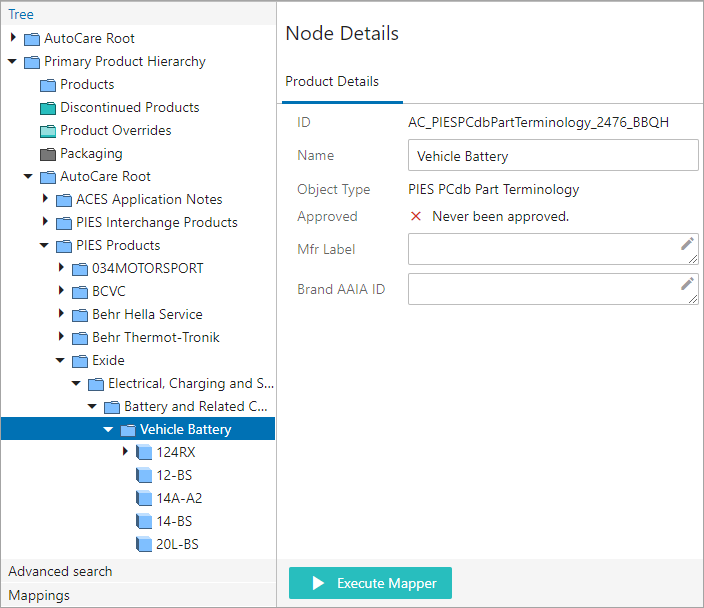 Tree
AutoCare Root
Primary Product Hierarchy
Products
Discontinued Products
Product Overrides
Packaging
AutoCare Root
ACES Application Notes
PIES Interchange Products
PIES Products
034MOTORSPORT
BCVC
Behr Hella Service
Behr Thermot-Tronik
Exide
Electrical, Charging and S...
Battery and Related C...
Vehicle Battery
124RX
12-BS
14A-A2
14-BS
20L-BS
Advanced search
Mappings
Node Details
Product Details
ID AC_PIESPCdbPartTerminology_2476_BBQH
Name Vehicle Battery
Object Type PIES PCdb Part Terminology
Approved Never been approved.
Mfr Label
Brand AAIA ID
Execute Mapper